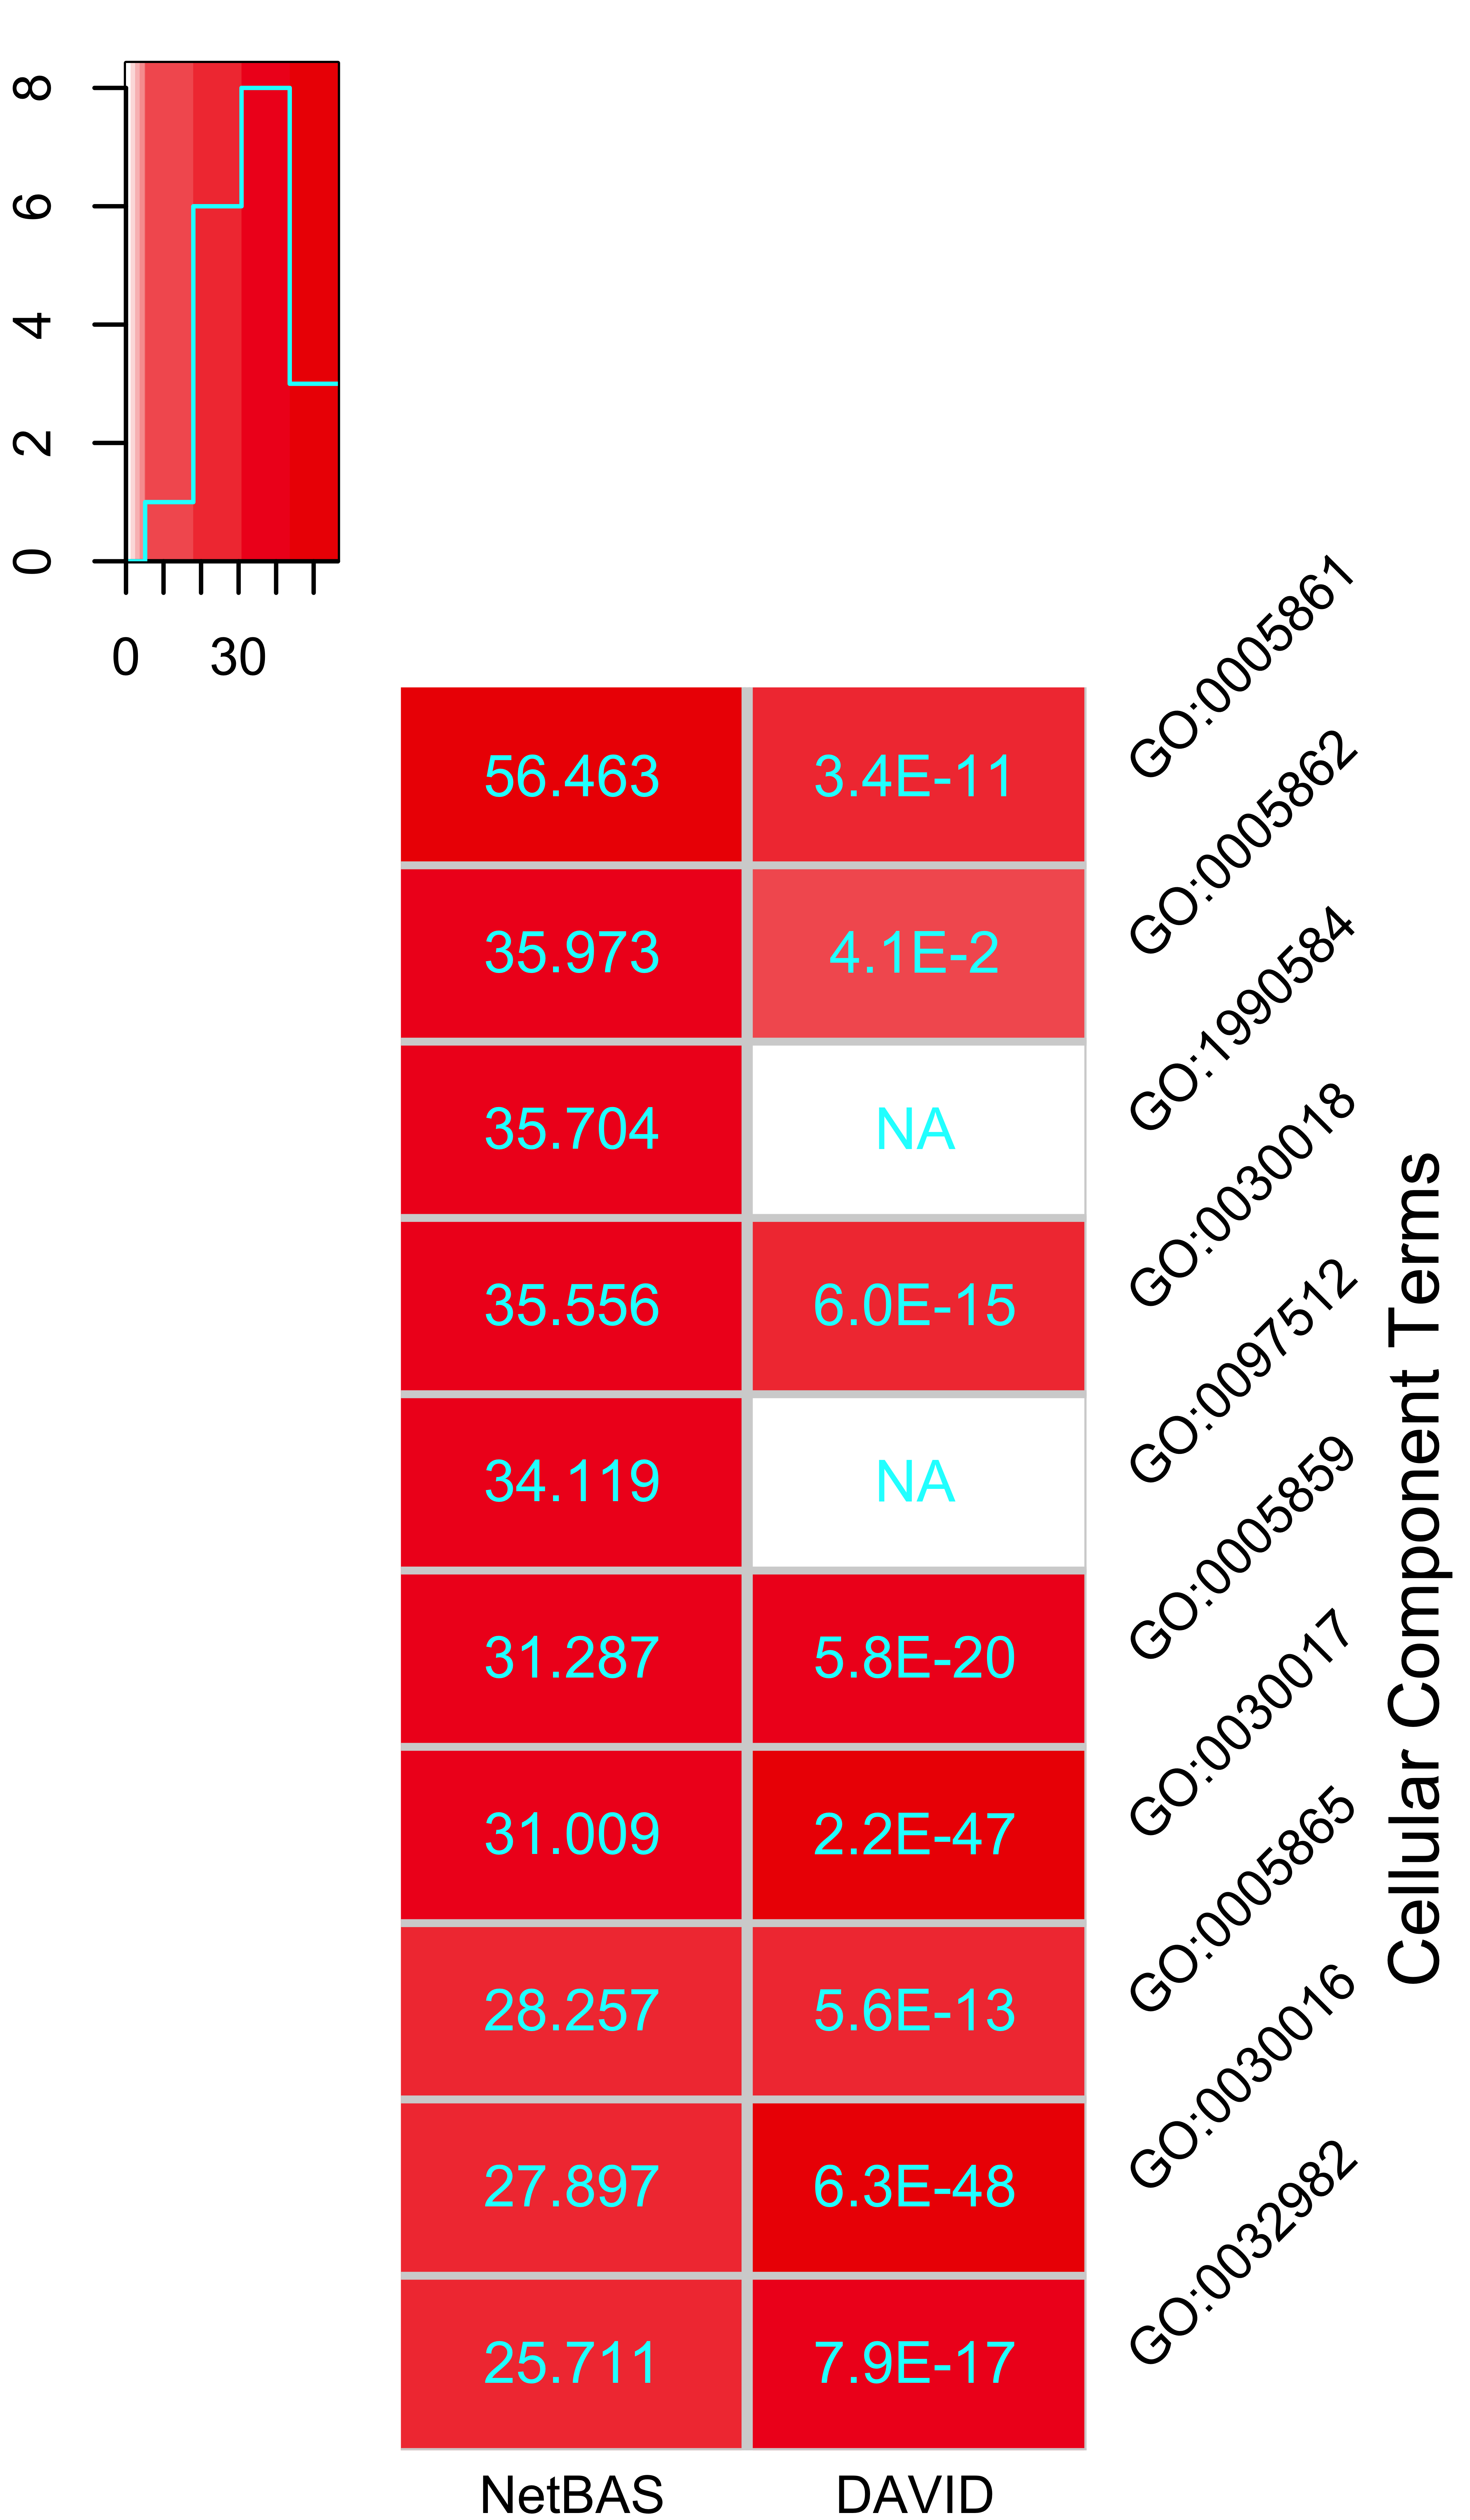 8
6
4
2
0
0 30
56.463 3.4E-11 GO:0005861
35.973 4.1E-2 GO:0005862
35.704 NA GO:1990584
35.556 6.0E-15 GO:0030018
34.119 NA GO:0097512
31.287 5.8E-20 GO:0005859
31.009 2.2E-47 GO:0030017
28.257 5.6E-13 GO:0005865
27.897 6.3E-48 GO:0030016
25.711 7.9E-17 GO:0032982
Cellular Component Terms
NetBAS DAVID